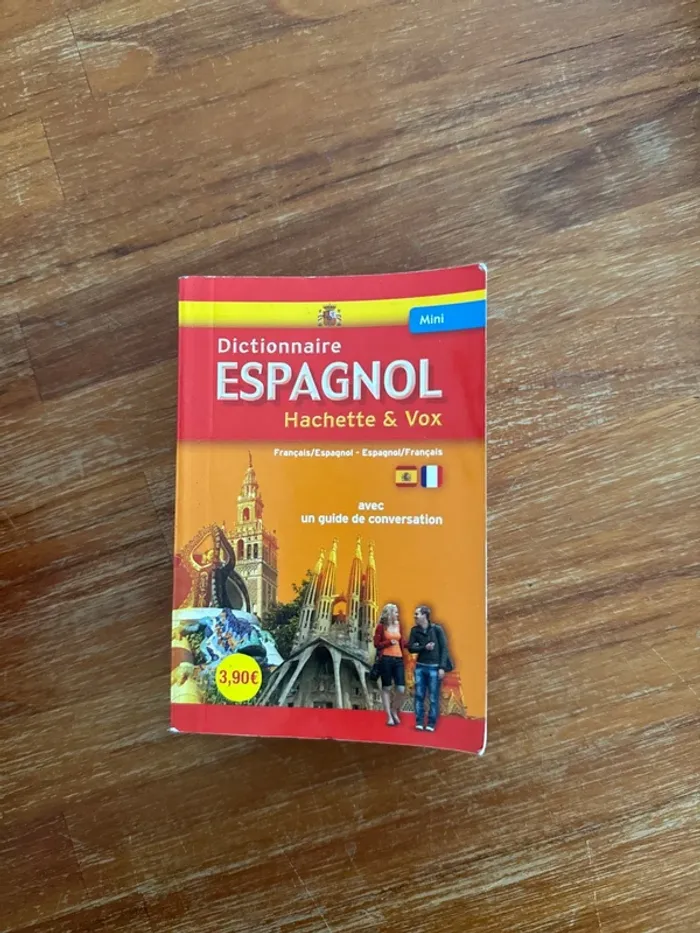 Mini
Dictionnaire
ESPAGNOL
Hachette & Vox
Français/Espagnol - Espagnol/Français
avec
un guide de conversation
3,90€